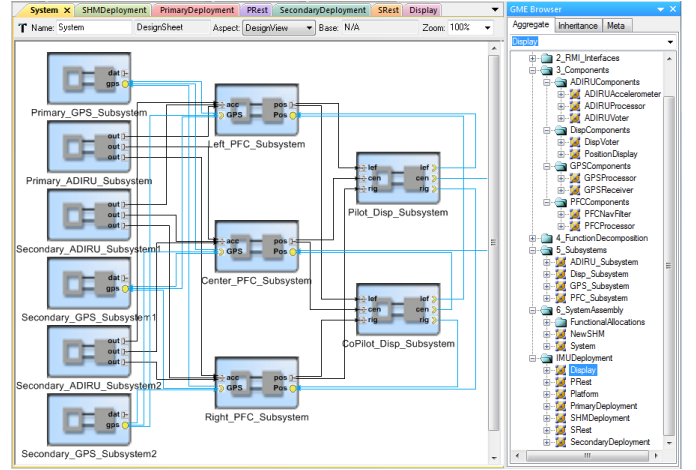 System × SHMDeployment PrimaryDeployment PRest SecondaryDeployment SRest Display
Name: System DesignSheet Aspect: DesignView Base: N/A Zoom: 100%
dat
gps
Primary_GPS_Subsystem
out
out
out
Primary_ADIRU_Subsystem
out
out
out
Secondary_ADIRU_Subsystem1
dat
gps
Secondary_GPS_Subsystem1
out
out
out
Secondary_ADIRU_Subsystem2
dat
gps
Secondary_GPS_Subsystem2
acc pos
GPS Pos
Left_PFC_Subsystem
acc pos
GPS Pos
Center_PFC_Subsystem
acc pos
GPS Pos
Right_PFC_Subsystem
lef lef
cen cen
rig rig
Pilot_Disp_Subsystem
lef lef
cen cen
rig rig
CoPilot_Disp_Subsystem
GME Browser
Aggregate Inheritance Meta
Display
2_RMI_Interfaces
3_Components
ADIRUComponents
ADIRUAccelerometer
ADIRUProcessor
ADIRUVoter
DispComponents
DispVoter
PositionDisplay
GPSComponents
GPSProcessor
GPSReceiver
PFCComponents
PFCNavFilter
PFCProcessor
4_FunctionDecomposition
5_Subsystems
ADIRU_Subsystem
Disp_Subsystem
GPS_Subsystem
PFC_Subsystem
6_SystemAssembly
FunctionalAllocations
NewSHM
System
IMUDeployment
Display
PRest
Platform
PrimaryDeployment
SHMDeployment
SRest
SecondaryDeployment